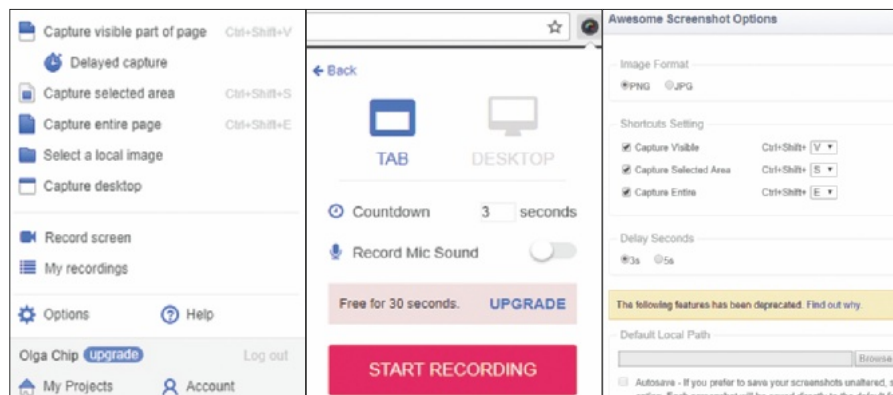 Capture visible part of page Ctrl+Shift+V
Delayed capture
Capture selected area Ctrl+Shift+S
Capture entire page Ctrl+Shift+E
Select a local image
Capture desktop
Record screen
My recordings
Options Help
Olga Chip upgrade Log out
My Projects Account
Back
TAB DESKTOP
Countdown 3 seconds
Record Mic Sound
Free for 30 seconds. UPGRADE
START RECORDING
Awesome Screenshot Options
Image Format
PNG JPG
Shortcuts Setting
Capture Visible Ctrl+Shift+ V
Capture Selected Area Ctrl+Shift+ S
Capture Entire Ctrl+Shift+ E
Delay Seconds
3s 5s
The following features has been deprecated. Find out why.
Default Local Path
Browse
Autosave - If you prefer to save your screenshots unaltered, s